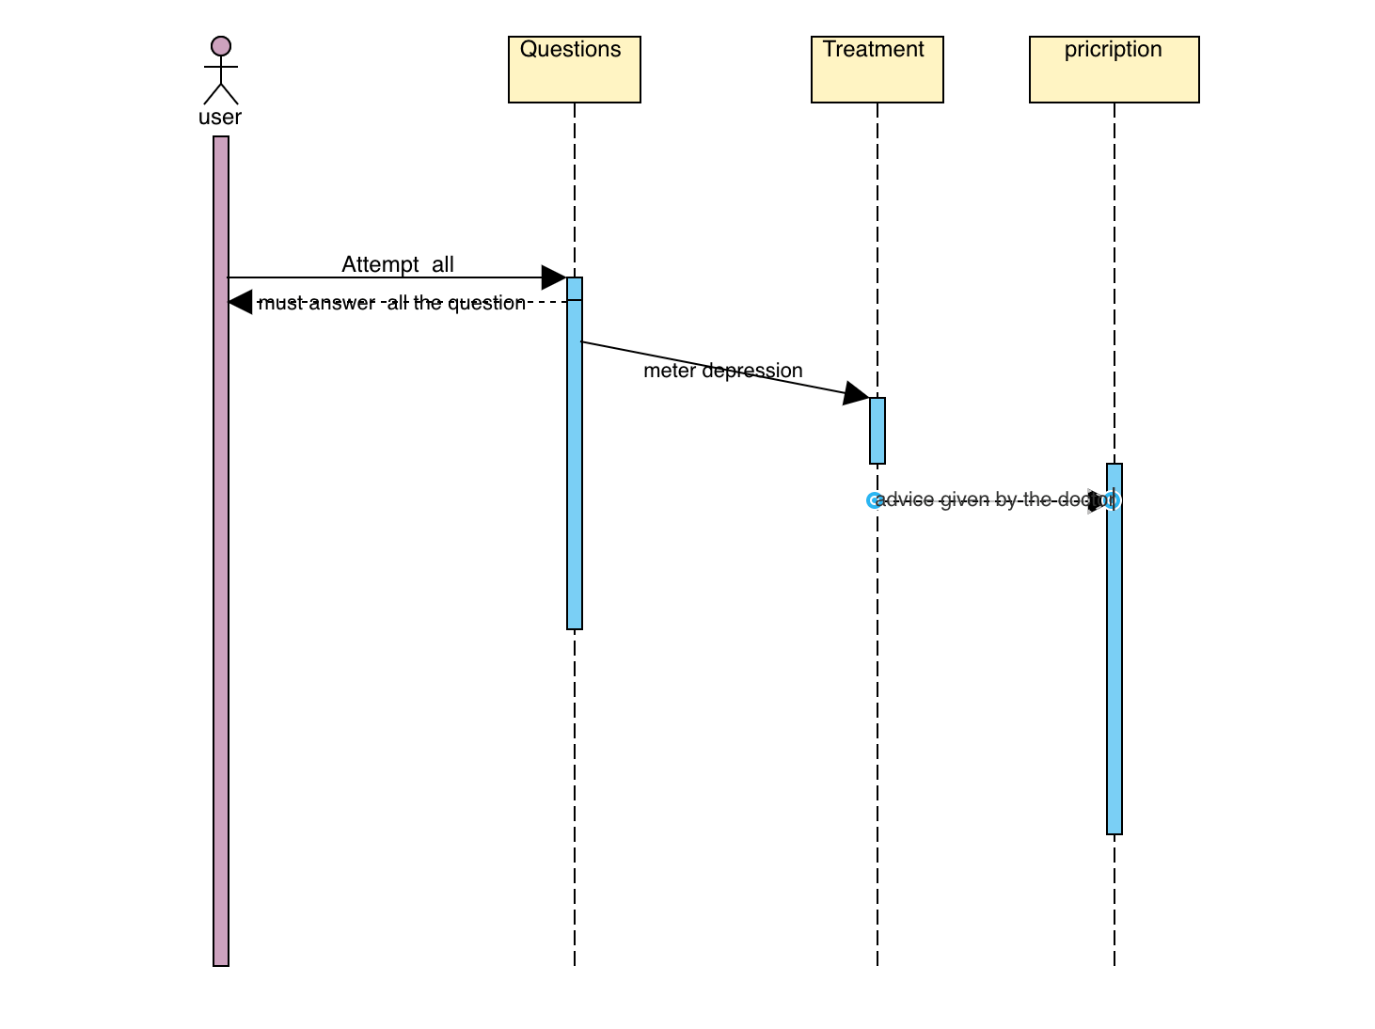 Questions
Treatment
pricription
user
Attempt all
must answer all the question
meter depression
advice given by the doctor